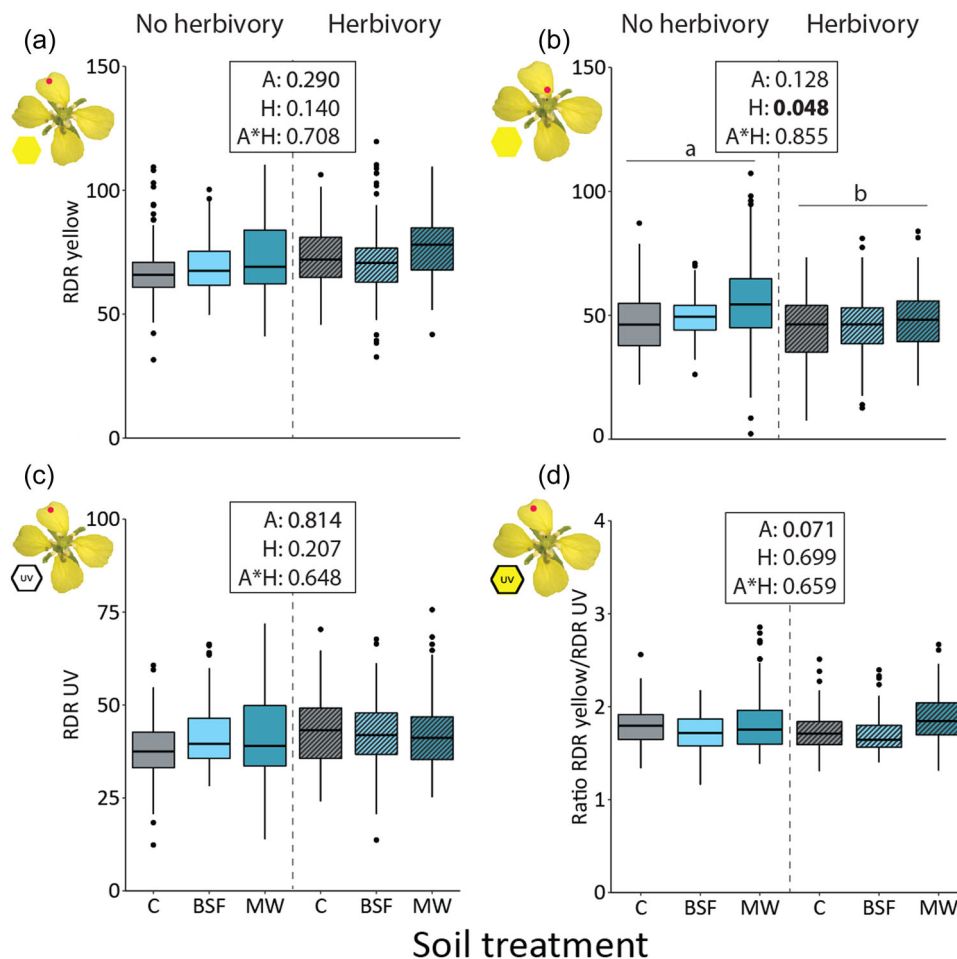 No herbivory Herbivory
(a)
150
100
50
0
RDR yellow
A: 0.290
H: 0.140
A*H: 0.708
No herbivory Herbivory
(b)
150
100
50
0
A: 0.128
H: 0.048
A*H: 0.855
a
b
(c)
UV
100
75
50
25
0
RDR UV
A: 0.814
H: 0.207
A*H: 0.648
C BSF MW C BSF MW
(d)
UV
4
3
2
1
0
Ratio RDR yellow/RDR UV
A: 0.071
H: 0.699
A*H: 0.659
C BSF MW C BSF MW
Soil treatment